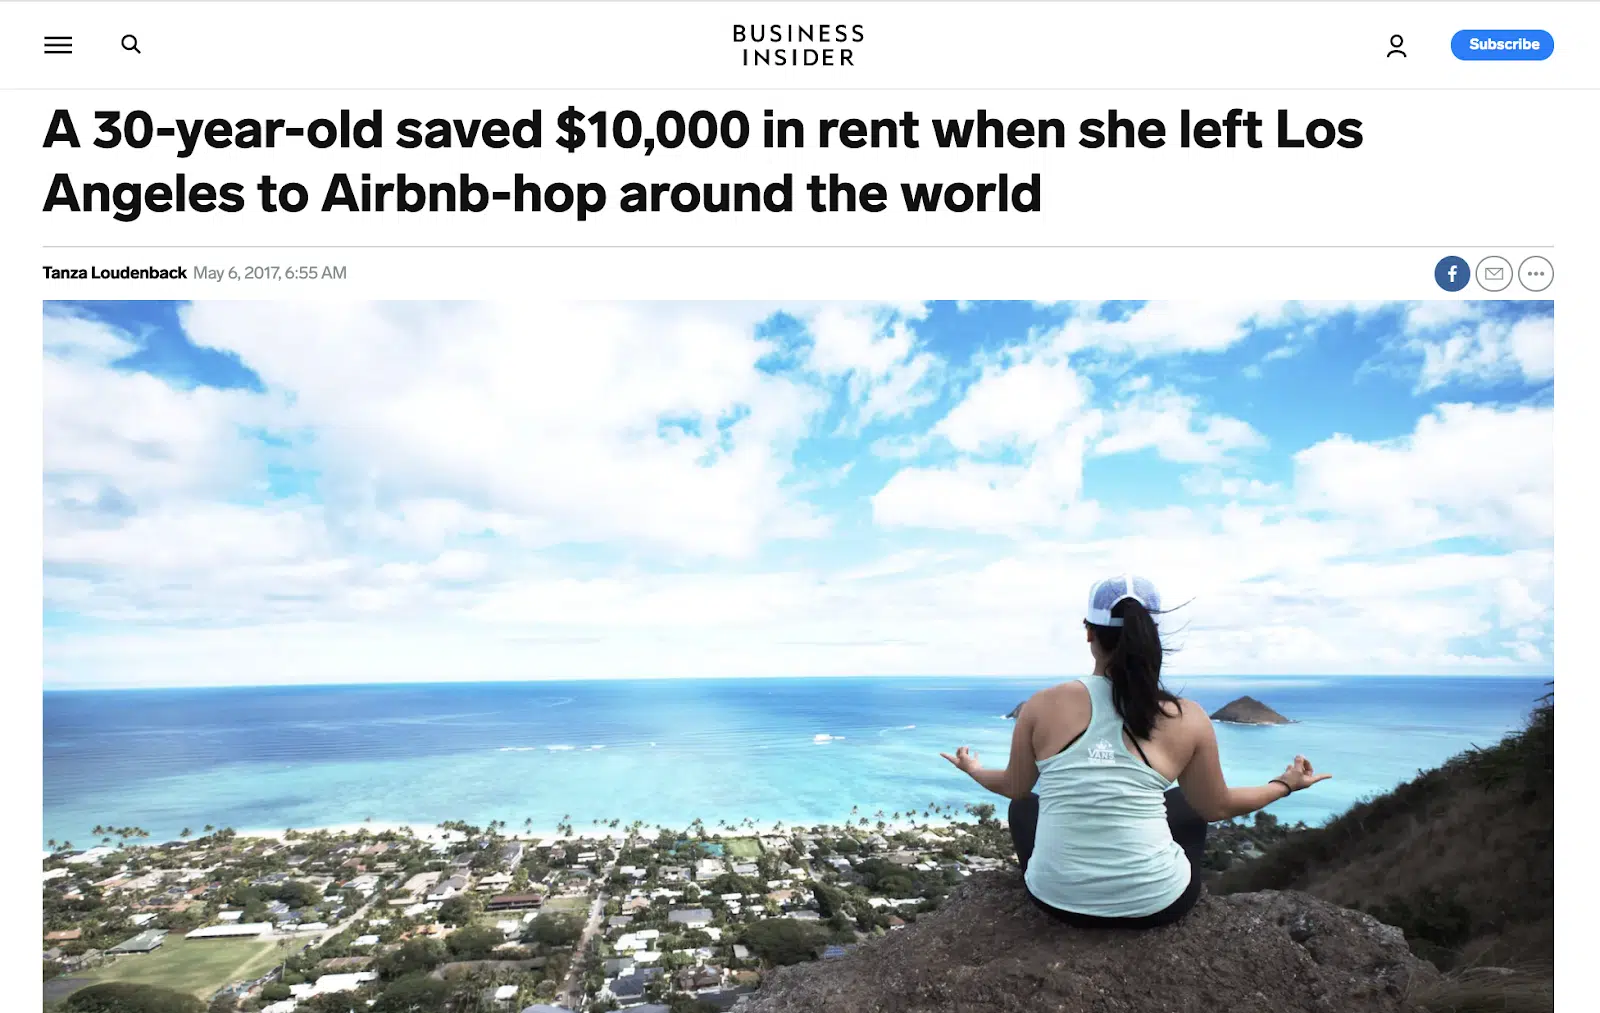 BUSINESS
INSIDER
Subscribe
A 30-year-old saved $10,000 in rent when she left Los
Angeles to Airbnb-hop around the world
Tanza Loudenback May 6, 2017, 6:55 AM
VANS